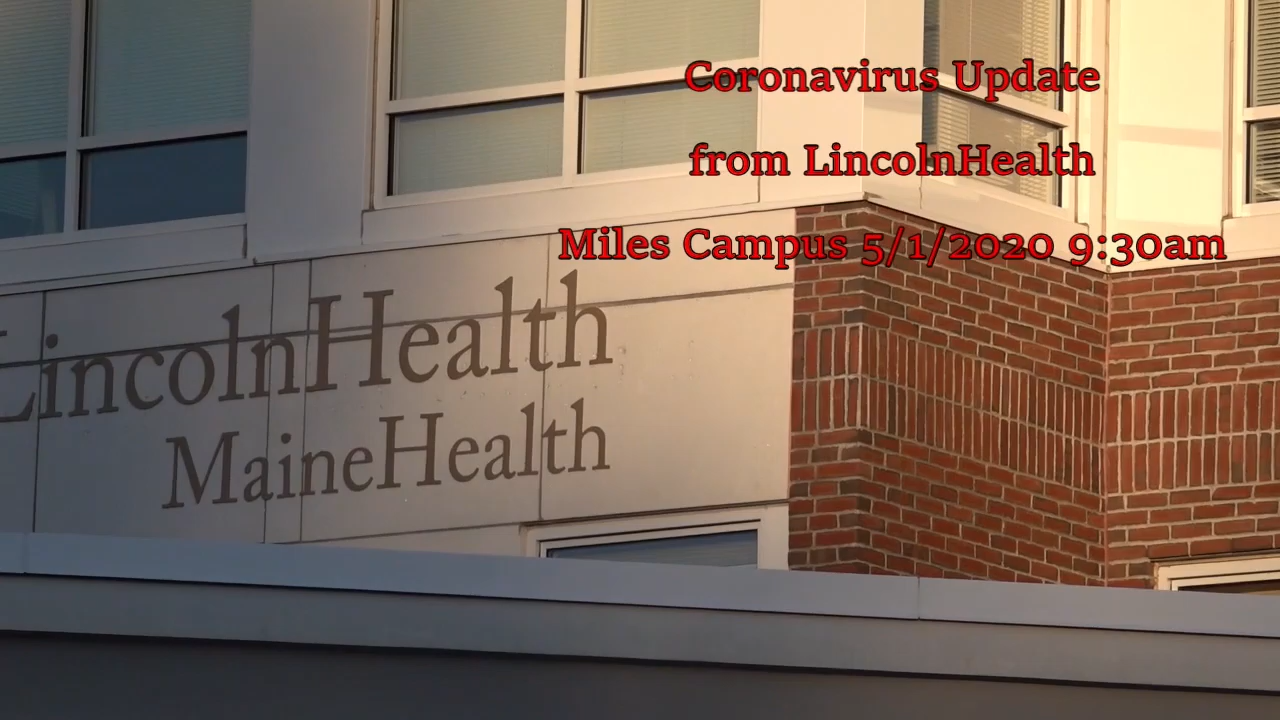 Coronavirus Update
from LincolnHealth
Miles Campus 5/1/2020 9:30am
LincolnHealth
MaineHealth